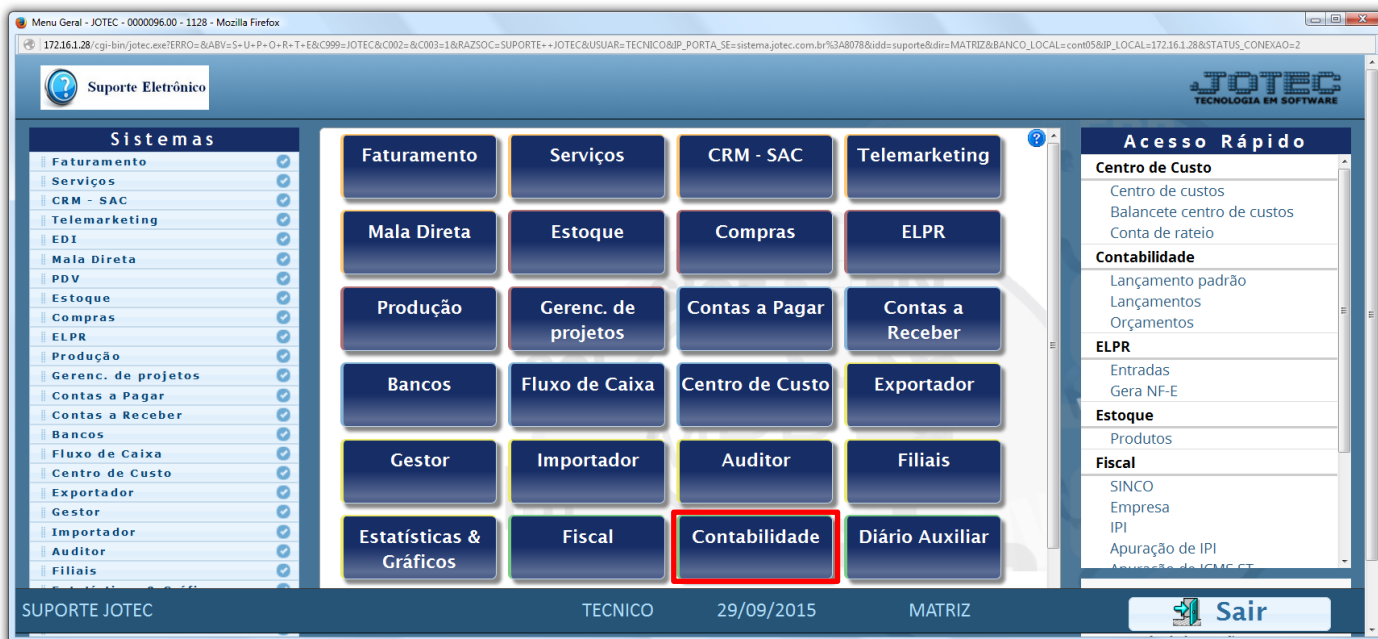 Menu Geral - JOTEC - 0000096.00 - 1128 - Mozilla Firefox
172.16.1.28/cgi-bin/jotec.exe?ERRO=&ABV=S+U+P+O+R+T+E&C999=JOTEC&C002=&C003=1&RAZSOC=SUPORTE++JOTEC&USUAR=TECNICO&IP_PORTA_SE=sistema.jotec.com.br%3A8078&idd=suporte&dir=MATRIZ&BANCO_LOCAL=cont05&IP_LOCAL=172.16.1.28&STATUS_CONEXAO=2
Suporte Eletrônico
JOTEC
TECNOLOGIA EM SOFTWARE
Sistemas
Faturamento
Serviços
CRM - SAC
Telemarketing
EDI
Mala Direta
PDV
Estoque
Compras
ELPR
Produção
Gerenc. de projetos
Contas a Pagar
Contas a Receber
Bancos
Fluxo de Caixa
Centro de Custo
Exportador
Gestor
Importador
Auditor
Filiais
Faturamento
Serviços
CRM - SAC
Telemarketing
Mala Direta
Estoque
Compras
ELPR
Produção
Gerenc. de
projetos
Contas a Pagar
Contas a
Receber
Bancos
Fluxo de Caixa
Centro de Custo
Exportador
Gestor
Importador
Auditor
Filiais
Estatísticas &
Gráficos
Fiscal
Contabilidade
Diário Auxiliar
Acesso Rápido
Centro de Custo
Centro de custos
Balancete centro de custos
Conta de rateio
Contabilidade
Lançamento padrão
Lançamentos
Orçamentos
ELPR
Entradas
Gera NF-E
Estoque
Produtos
Fiscal
SINCO
Empresa
IPI
Apuração de IPI
Apuração de ICMS ST
SUPORTE JOTEC
TECNICO
29/09/2015
MATRIZ
Sair